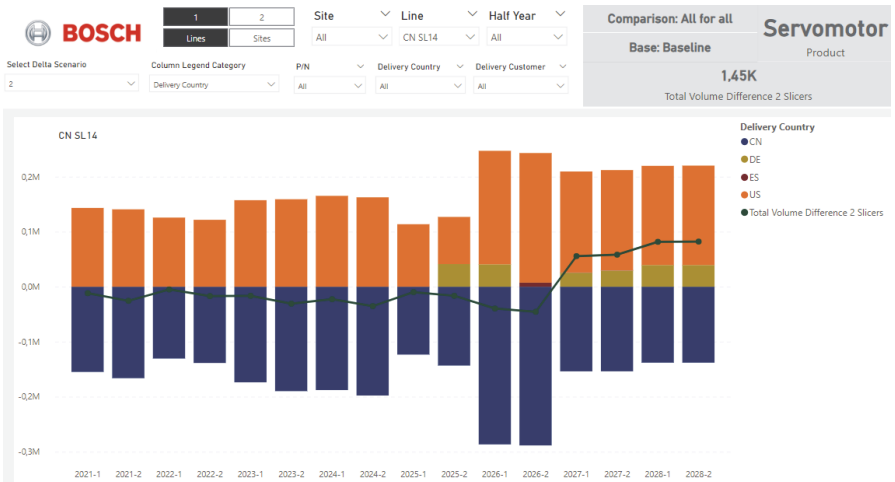 BOSCH
1
2
Lines
Sites
Site
Line
Half Year
All
CN SL14
All
Select Delta Scenario
Column Legend Category
P/N
Delivery Country
Delivery Customer
2
Delivery Country
All
All
All
Comparison: All for all
Base: Baseline
Servomotor
Product
1,45K
Total Volume Difference 2 Slicers
CN SL14
0,2M
0,1M
0,0M
-0,1M
-0,2M
-0,3M
2021-1 2021-2 2022-1 2022-2 2023-1 2023-2 2024-1 2024-2 2025-1 2025-2 2026-1 2026-2 2027-1 2027-2 2028-1 2028-2
Delivery Country
CN
DE
ES
US
Total Volume Difference 2 Slicers